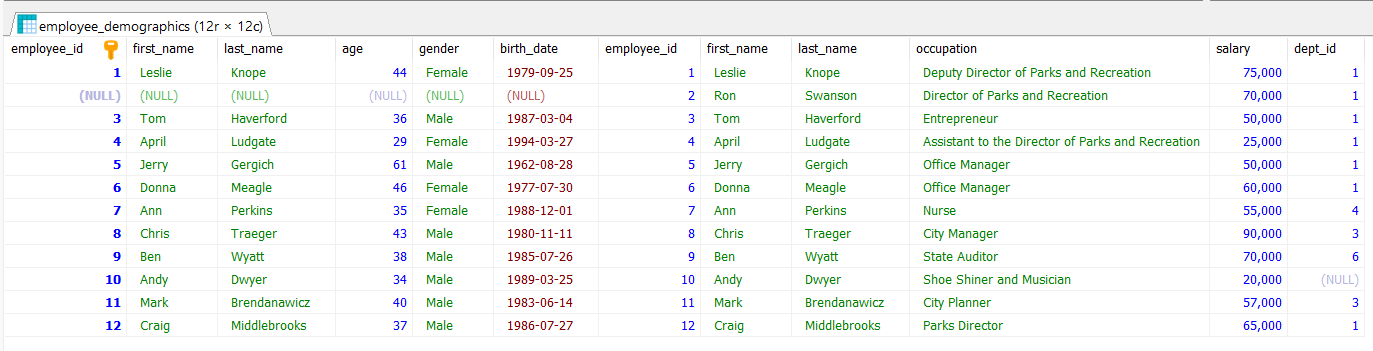 employee_demographics (12r × 12c)
employee_id first_name last_name age gender birth_date employee_id first_name last_name occupation salary dept_id
1 Leslie Knope 44 Female 1979-09-25 1 Leslie Knope Deputy Director of Parks and Recreation 75,000 1
(NULL) (NULL) (NULL) (NULL) (NULL) (NULL) 2 Ron Swanson Director of Parks and Recreation 70,000 1
3 Tom Haverford 36 Male 1987-03-04 3 Tom Haverford Entrepreneur 50,000 1
4 April Ludgate 29 Female 1994-03-27 4 April Ludgate Assistant to the Director of Parks and Recreation 25,000 1
5 Jerry Gergich 61 Male 1962-08-28 5 Jerry Gergich Office Manager 50,000 1
6 Donna Meagle 46 Female 1977-07-30 6 Donna Meagle Office Manager 60,000 1
7 Ann Perkins 35 Female 1988-12-01 7 Ann Perkins Nurse 55,000 4
8 Chris Traeger 43 Male 1980-11-11 8 Chris Traeger City Manager 90,000 3
9 Ben Wyatt 38 Male 1985-07-26 9 Ben Wyatt State Auditor 70,000 6
10 Andy Dwyer 34 Male 1989-03-25 10 Andy Dwyer Shoe Shiner and Musician 20,000 (NULL)
11 Mark Brendanawicz 40 Male 1983-06-14 11 Mark Brendanawicz City Planner 57,000 3
12 Craig Middlebrooks 37 Male 1986-07-27 12 Craig Middlebrooks Parks Director 65,000 1